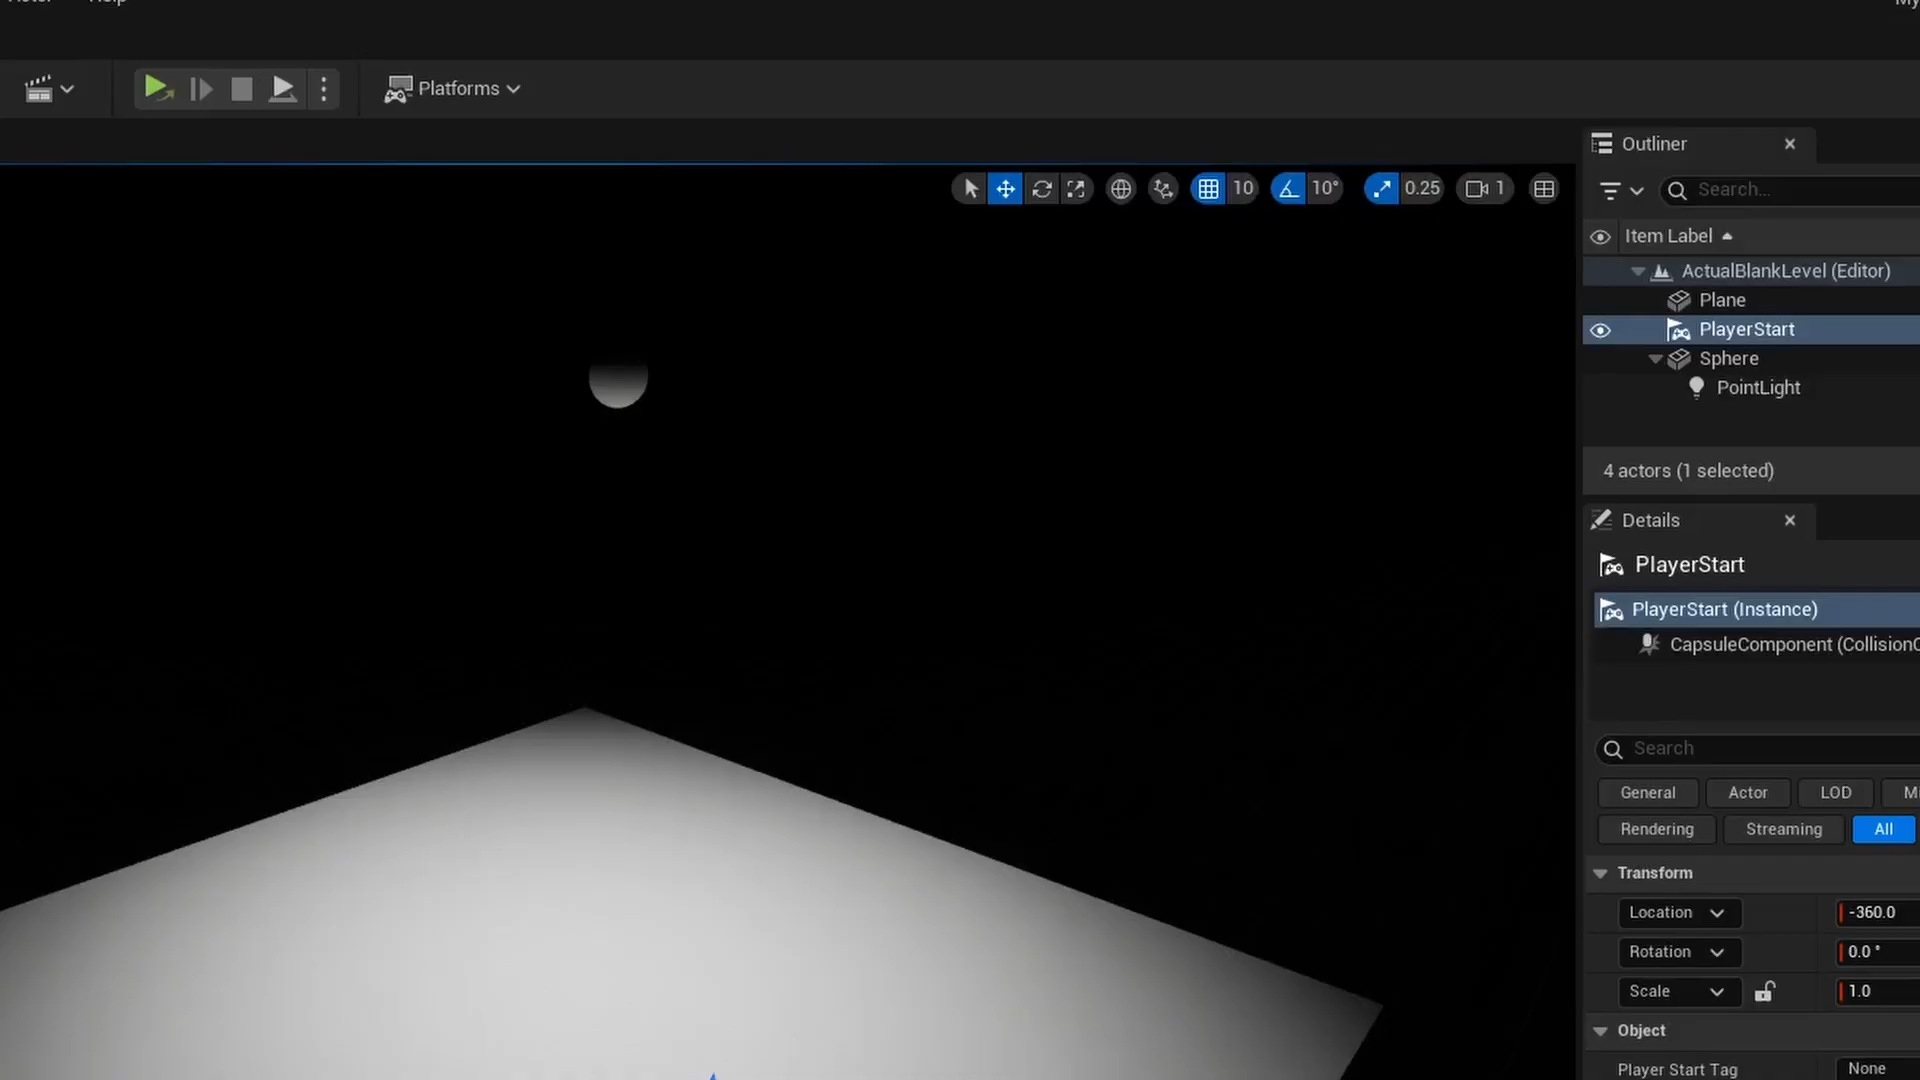 Platforms
Outliner
10
10°
0.25
1
Search...
Item Label
ActualBlankLevel (Editor)
Plane
PlayerStart
Sphere
PointLight
4 actors (1 selected)
Details
PlayerStart
PlayerStart (Instance)
CapsuleComponent (Collision
Search
General
Actor
LOD
Rendering
Streaming
All
Transform
Location
-360.0
Rotation
0.0 °
Scale
1.0
Object
Player Start Tag
None